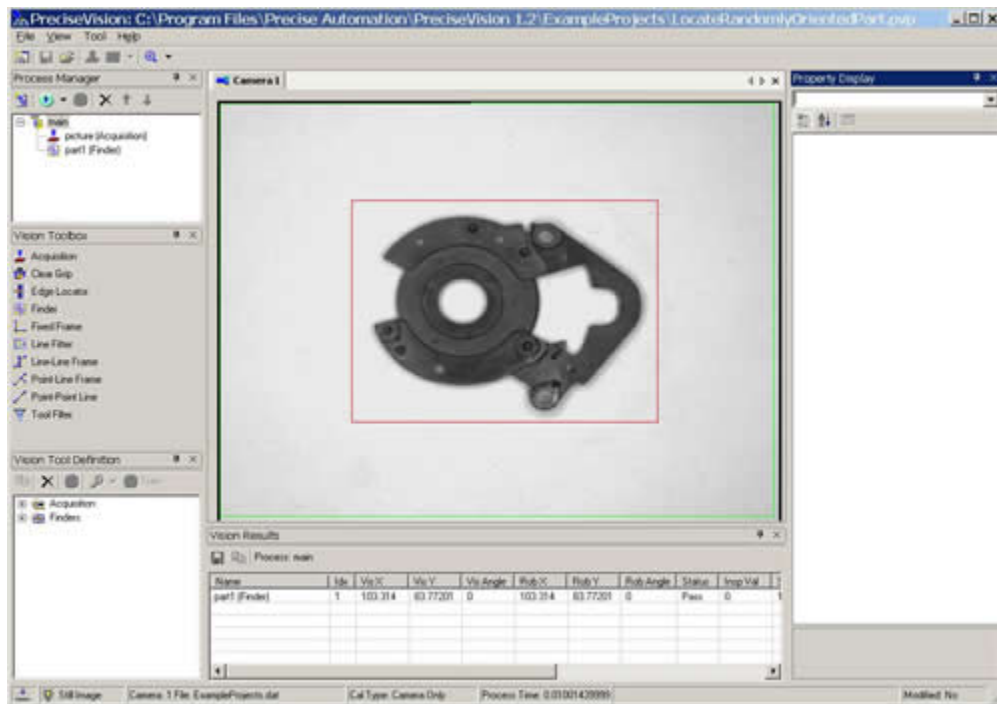 PreciseVision: C:\Program Files\Precise Automation\PreciseVision 1.2\ExampleProjects\LocateRandomlyOrientedPart.pvp
File View Tool Help
Process Manager
main
picture (Acquisition)
part1 (Finder)
Vision Toolbox
Acquisition
Clear Grip
Edge Locator
Finder
Fixed Frame
Line Fitter
Line-Line Frame
Point-Line Frame
Point-Point Line
Tool Filter
Vision Tool Definition
Acquisition
Finders
Camera 1
Vision Results
Process: main
Name Idx Vis X Vis Y Vis Angle Rob X Rob Y Rob Angle Status Insp Val
part1 (Finder) 1 103.314 83.77201 0 103.314 83.77201 0 Pass 0
Property Display
Still Image Camera: 1 File: ExampleProjects.dat Cal Type: Camera Only Process Time: 0.01001439999 Modified: No